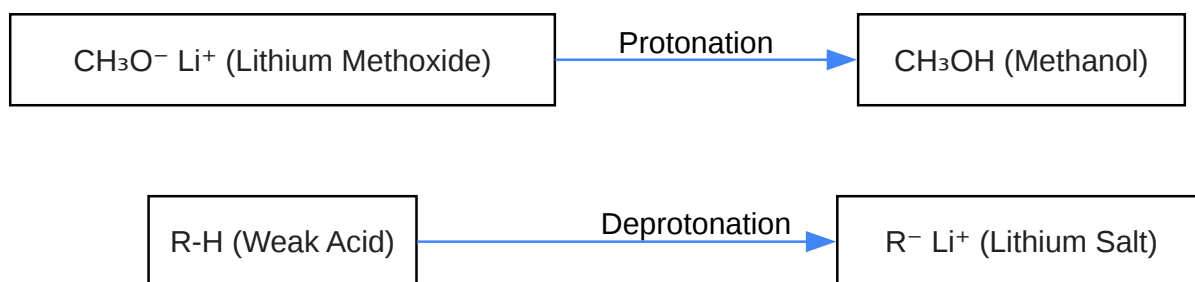 CH₃O⁻ Li⁺ (Lithium Methoxide)
Protonation
CH₃OH (Methanol)
R-H (Weak Acid)
Deprotonation
R⁻ Li⁺ (Lithium Salt)